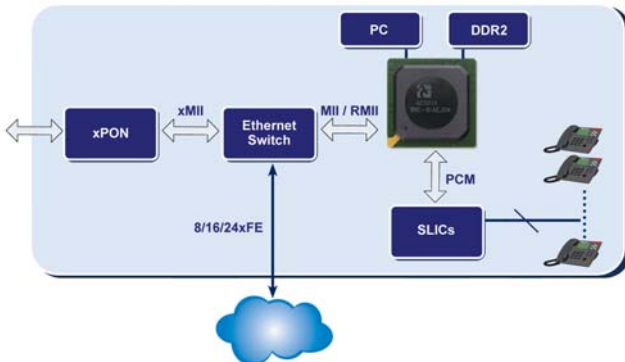 PC
DDR2
xPON
xMII
Ethernet
Switch
MII / RMII
PCM
SLICs
8/16/24xFE